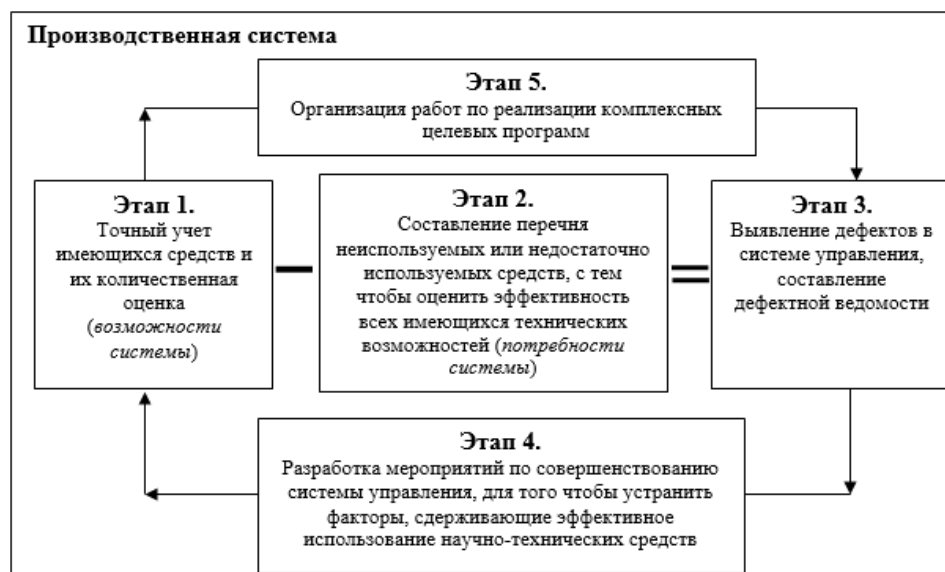 Производственная система
Этап 5.
Организация работ по реализации комплексных
целевых программ
Этап 1.
Точный учет
имеющихся средств и
их количественная
оценка
(возможности
системы)
Этап 2.
Составление перечня
неиспользуемых или недостаточно
используемых средств, с тем
чтобы оценить эффективность
всех имеющихся технических
возможностей (потребности
системы)
Этап 3.
Выявление дефектов в
системе управления,
составление
дефектной ведомости
Этап 4.
Разработка мероприятий по совершенствованию
системы управления, для того чтобы устранить
факторы, сдерживающие эффективное
использование научно-технических средств